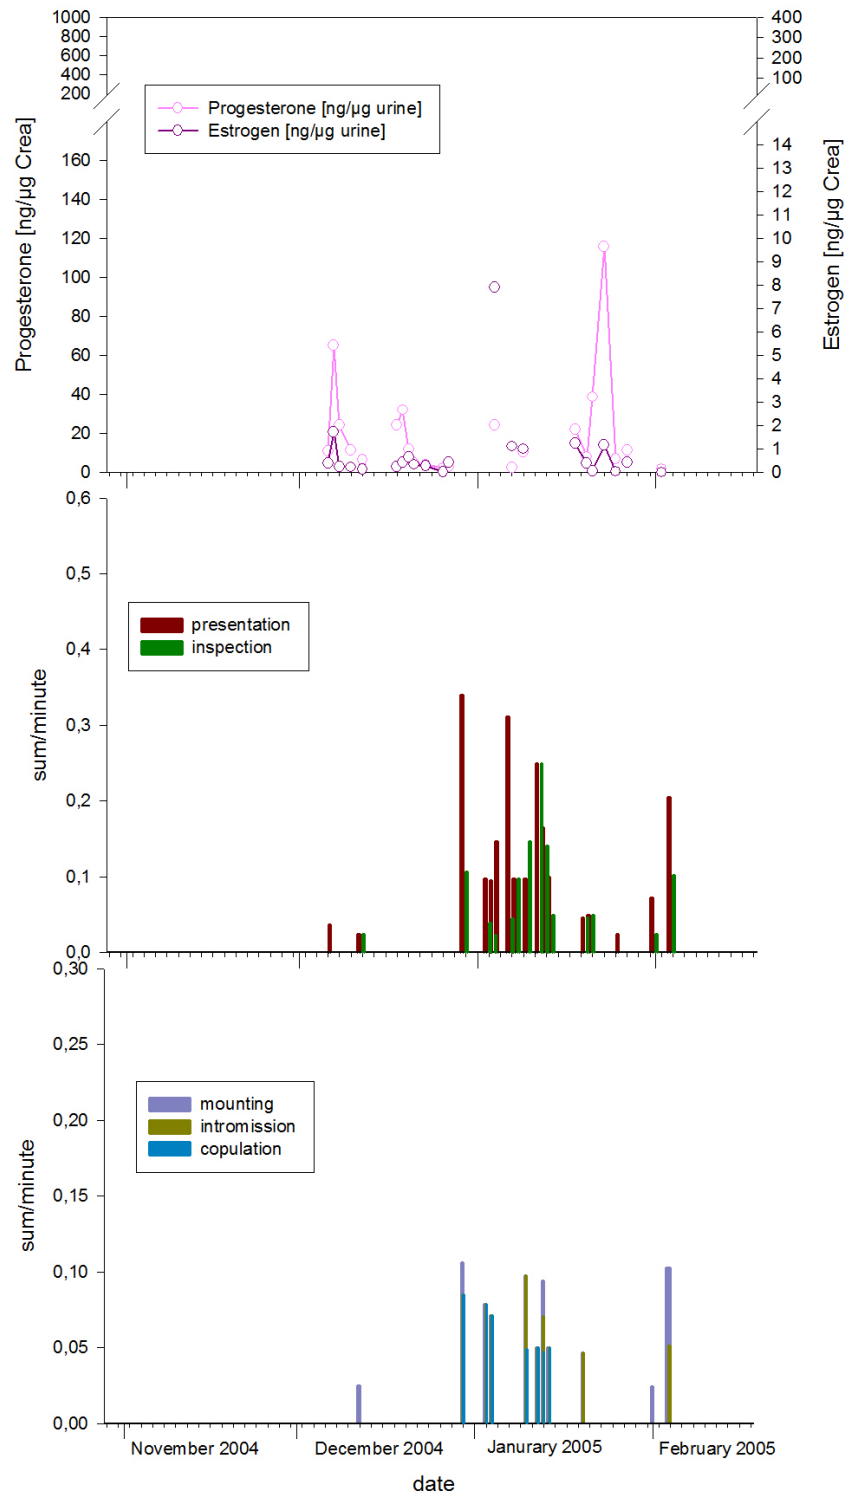 1000
800
600
400
200
160
140
120
100
80
60
40
20
0
Progesterone [ng/µg Crea]
Progesterone [ng/µg urine]
Estrogen [ng/µg urine]
400
300
200
100
14
13
12
11
10
9
8
7
6
5
4
3
2
1
0
Estrogen [ng/µg Crea]
0,6
0,5
0,4
0,3
0,2
0,1
0,0
sum/minute
presentation
inspection
0,30
0,25
0,20
0,15
0,10
0,05
0,00
sum/minute
mounting
intromission
copulation
November 2004
December 2004
Janurary 2005
February 2005
date